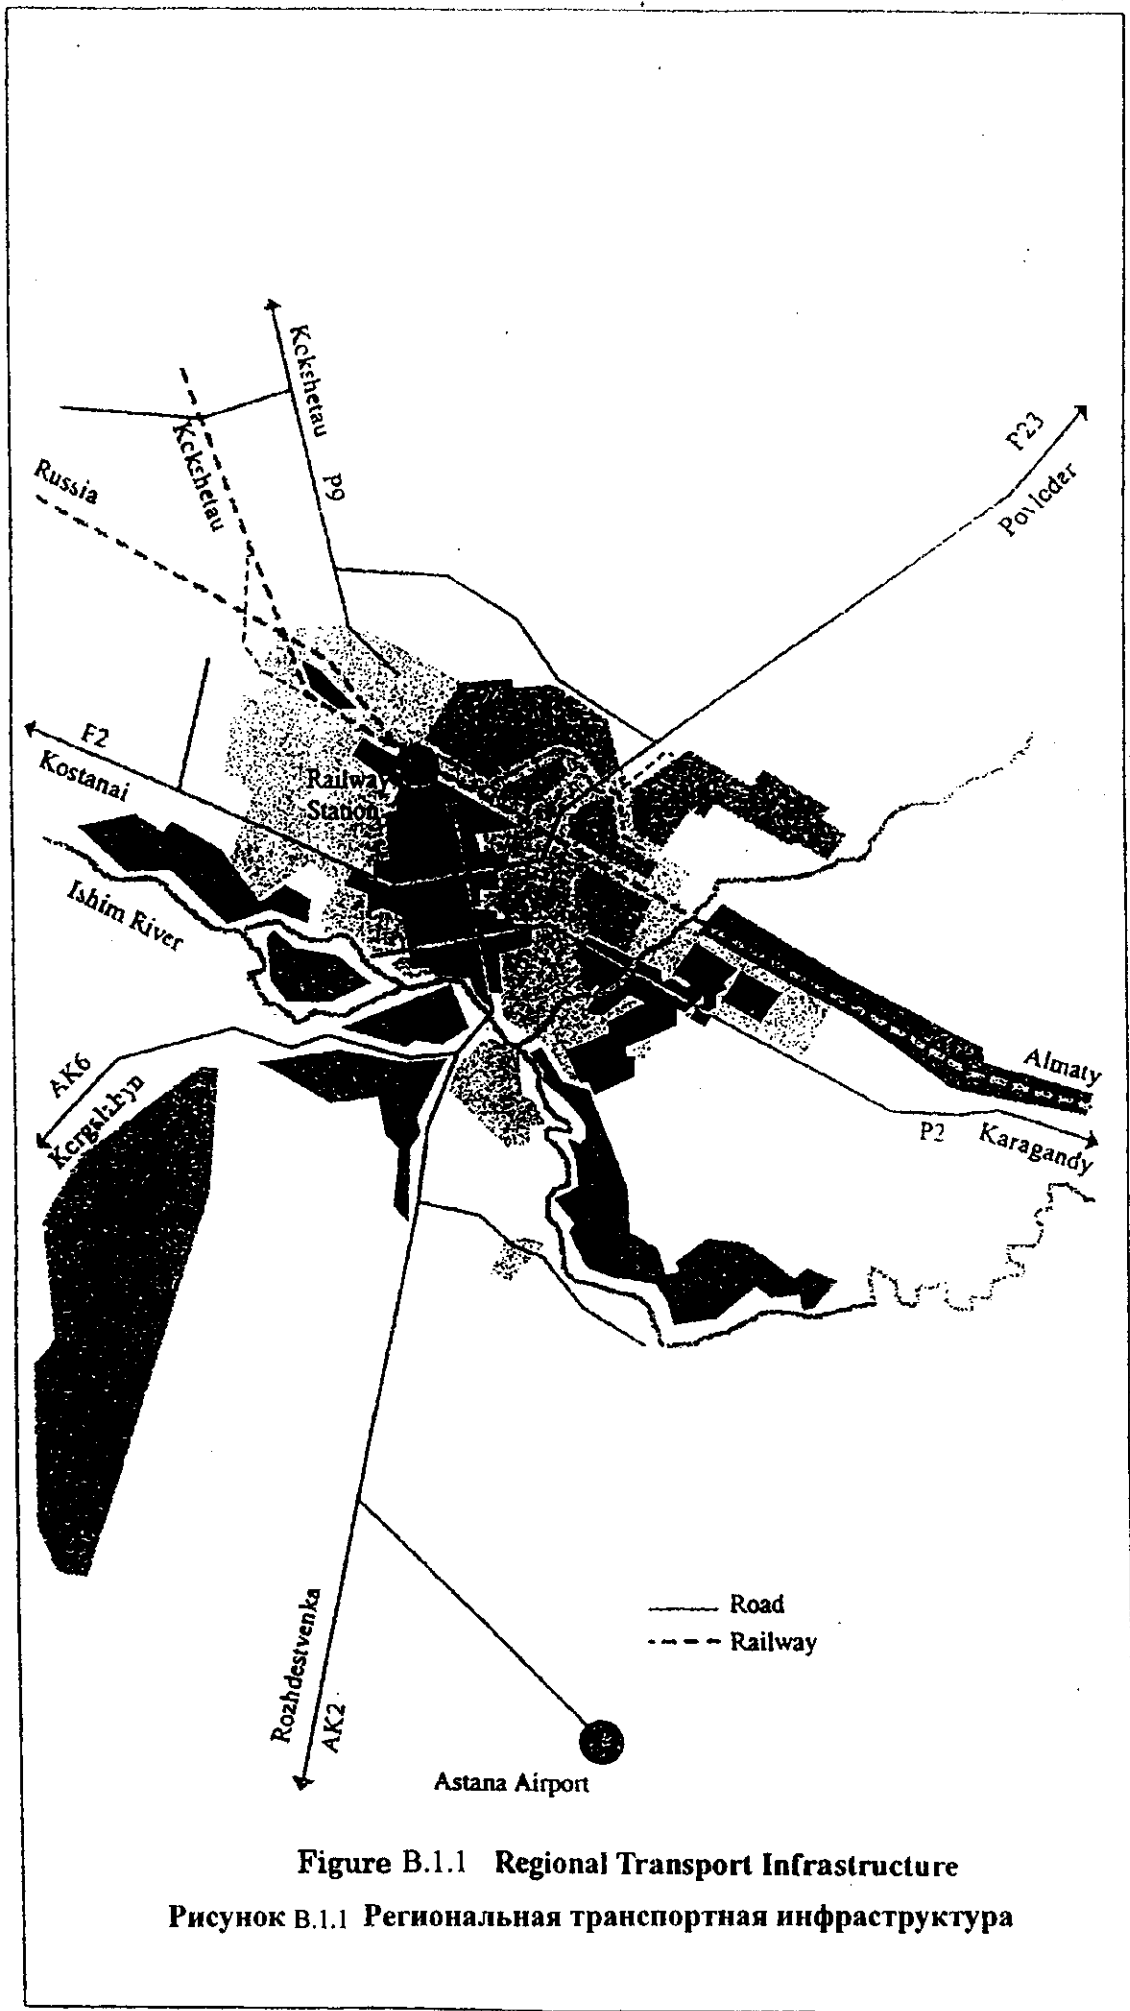 Kokshetau
P9
Kokshetau
Russia
P23
F2
Kostanai
Railway
Station
Ishim River
AK6
Almaty
P2
Karagandy
Rozhdestvenka
AK2
Road
Railway
Astana Airport
Figure B.1.1 Regional Transport Infrastructure
Рисунок B.1.1 Региональная транспортная инфраструктура